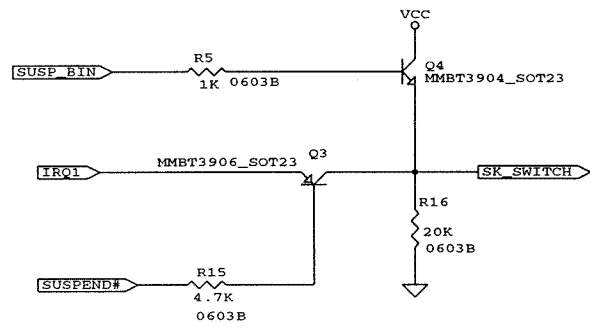 VCC
R5
Q4
SUSP_BIN
1K 0603B
MMBT3904_SOT23
Q3
MMBT3906_SOT23
IRQ1
SK_SWITCH
R16
20K
0603B
R15
SUSPEND#
4.7K
0603B